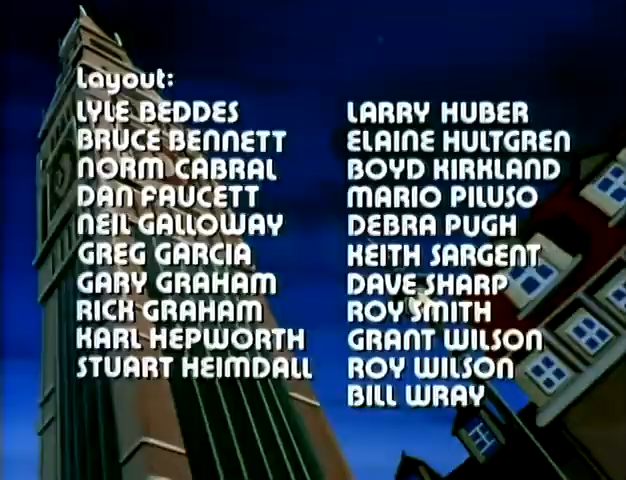 Layout:
LYLE BEDDES
BRUCE BENNETT
NORM CABRAL
DAN FAUCETT
NEIL GALLOWAY
GREG GARCIA
GARY GRAHAM
RICK GRAHAM
KARL HEPWORTH
STUART HEIMDALL
LARRY HUBER
ELAINE HULTGREN
BOYD KIRKLAND
MARIO PILUSO
DEBRA PUGH
KEITH SARGENT
DAVE SHARP
ROY SMITH
GRANT WILSON
ROY WILSON
BILL WRAY